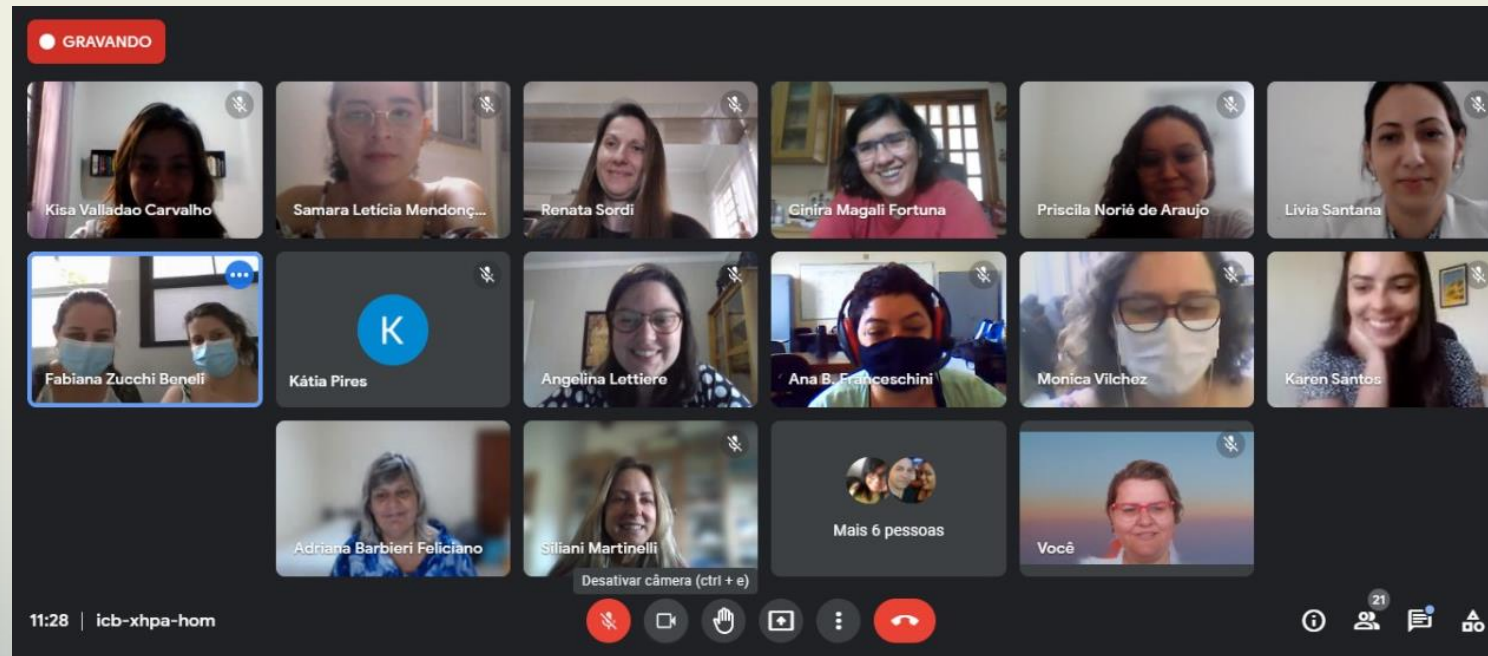 GRAVANDO
Kisa Valladao Carvalho
Samara Letícia Mendonç...
Renata Sordi
Cinira Magali Fortuna
Priscila Norié de Araujo
Livia Santana
Fabiana Zucchi Beneli
K
Kátia Pires
Angelina Lettiere
Ana B. Franceschini
Monica Vilchez
Karen Santos
Adriana Barbieri Feliciano
Siliani Martinelli
Mais 6 pessoas
Você
Desativar câmera (ctrl + e)
11:28 | icb-xhpa-hom
21